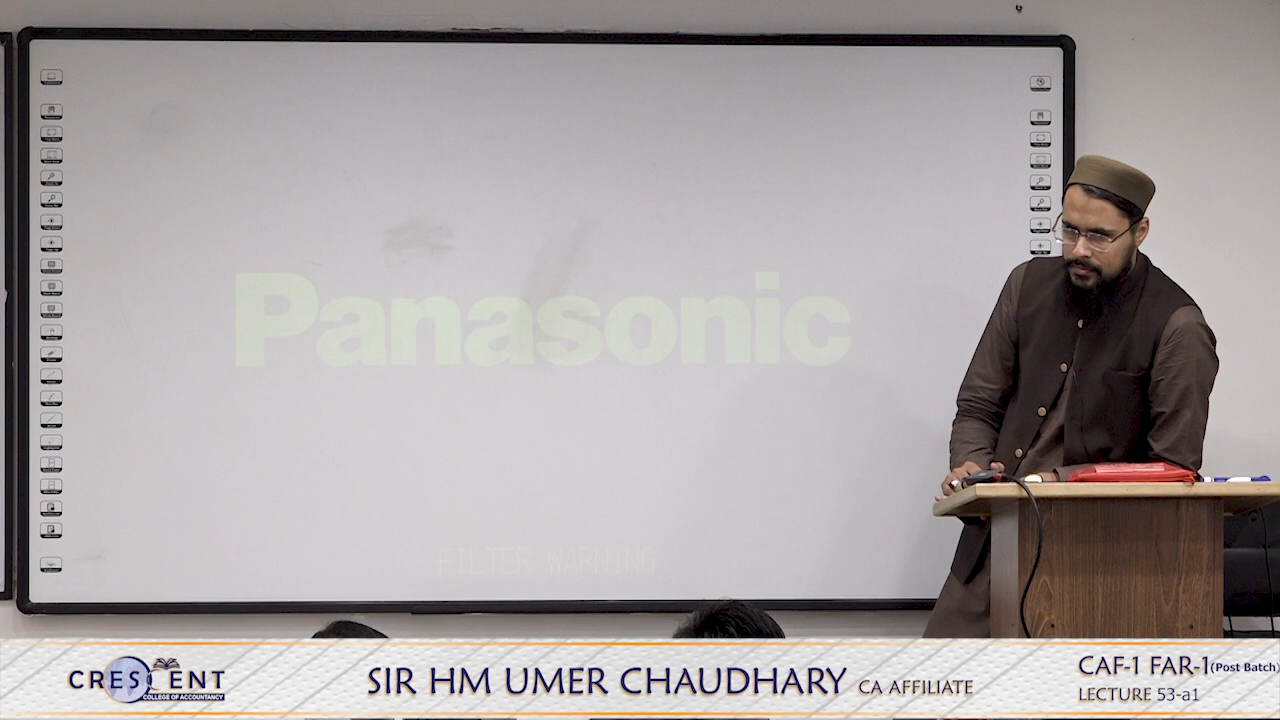 Panasonic
FILTER WARNING
CRESCENT
COLLEGE OF ACCOUNTANCY
SIR HM UMER CHAUDHARY CA AFFILIATE
CAF-1 FAR-1(Post Batch)
LECTURE 53-a1